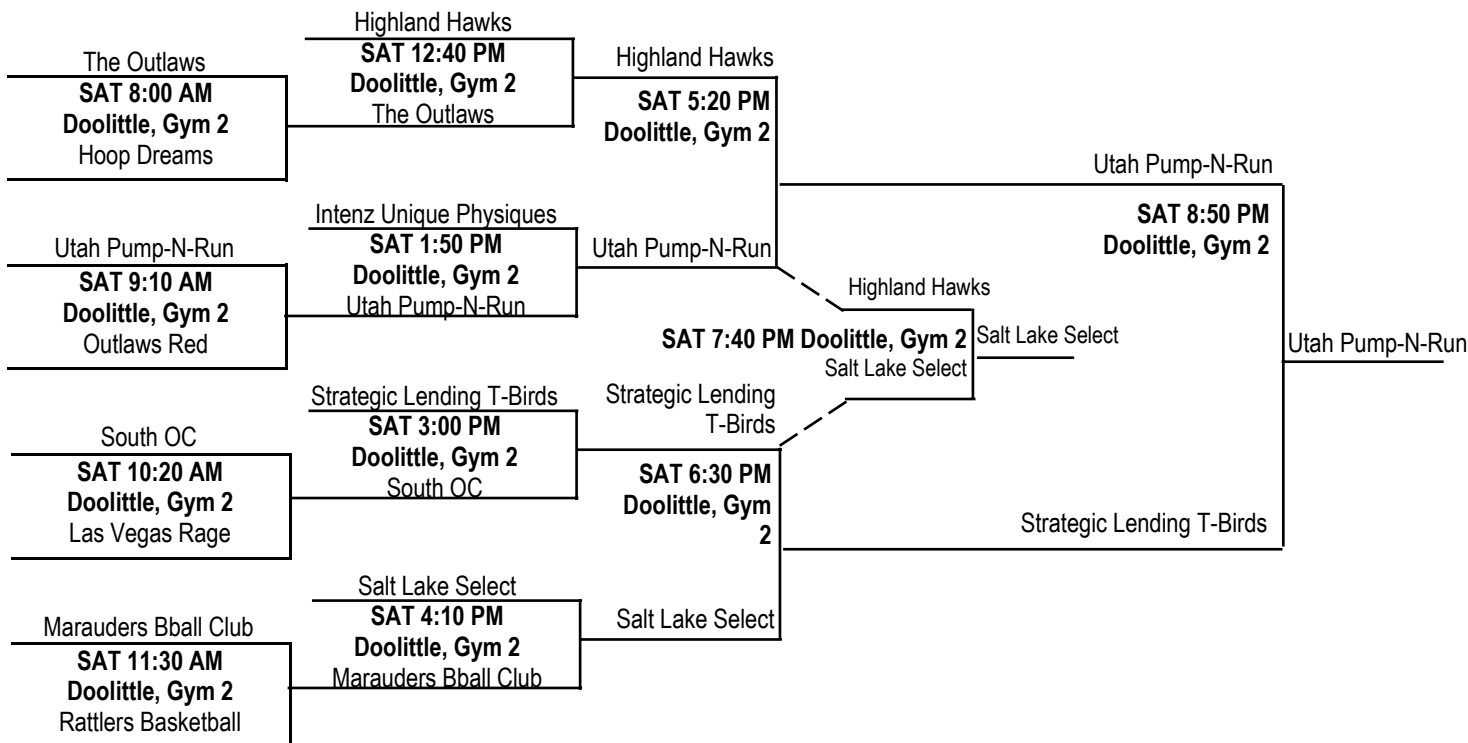 Highland Hawks
SAT 12:40 PM
Doolittle, Gym 2
The Outlaws
The Outlaws
SAT 8:00 AM
Doolittle, Gym 2
Hoop Dreams
Highland Hawks
SAT 5:20 PM
Doolittle, Gym 2
Utah Pump-N-Run
Intenz Unique Physiques
SAT 1:50 PM
Doolittle, Gym 2
Utah Pump-N-Run
Utah Pump-N-Run
SAT 9:10 AM
Doolittle, Gym 2
Outlaws Red
Utah Pump-N-Run
SAT 8:50 PM
Doolittle, Gym 2
Highland Hawks
SAT 7:40 PM Doolittle, Gym 2
Salt Lake Select
Salt Lake Select
Utah Pump-N-Run
Strategic Lending T-Birds
SAT 3:00 PM
Doolittle, Gym 2
South OC
South OC
SAT 10:20 AM
Doolittle, Gym 2
Las Vegas Rage
Strategic Lending
T-Birds
SAT 6:30 PM
Doolittle, Gym
2
Strategic Lending T-Birds
Salt Lake Select
SAT 4:10 PM
Doolittle, Gym 2
Marauders Bball Club
Salt Lake Select
Marauders Bball Club
SAT 11:30 AM
Doolittle, Gym 2
Rattlers Basketball